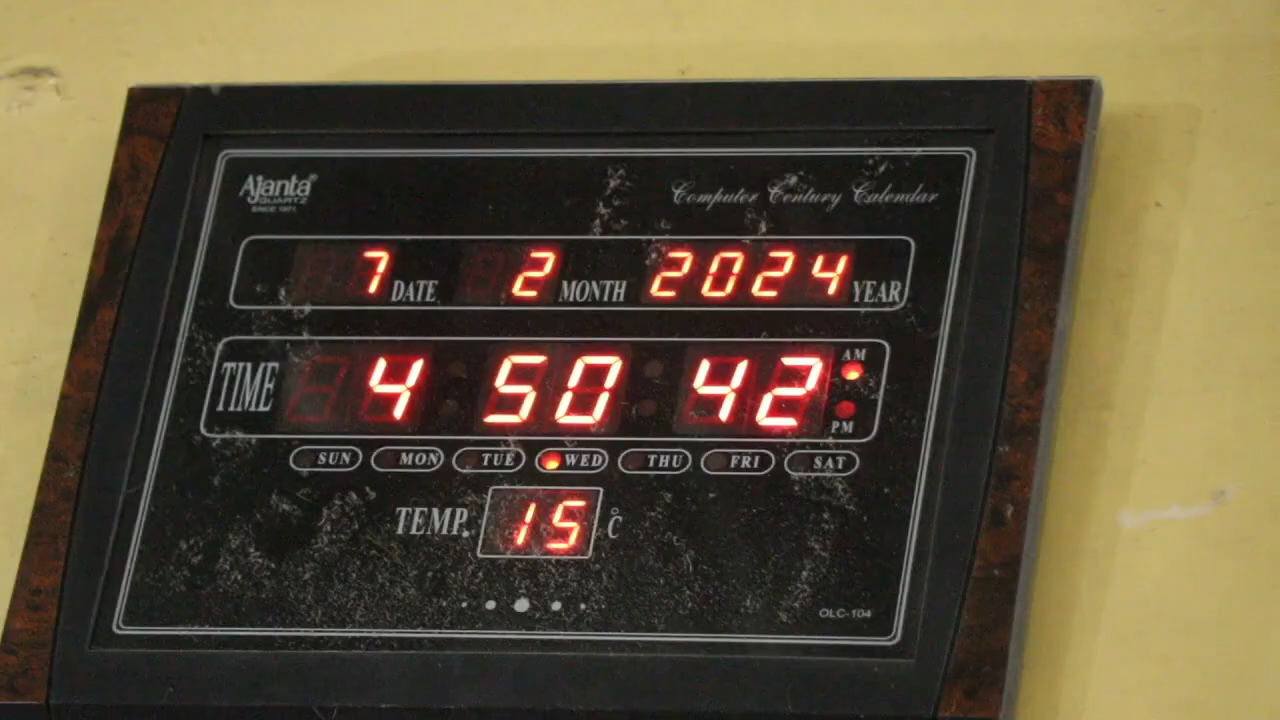 Ajanta
QUARTZ
SINCE 1971
Computer Century Calendar
7 DATE 2 MONTH 2024 YEAR
TIME 4 50 42 AM
PM
SUN MON TUE WED THU FRI SAT
TEMP. 15 °C
OLC-104